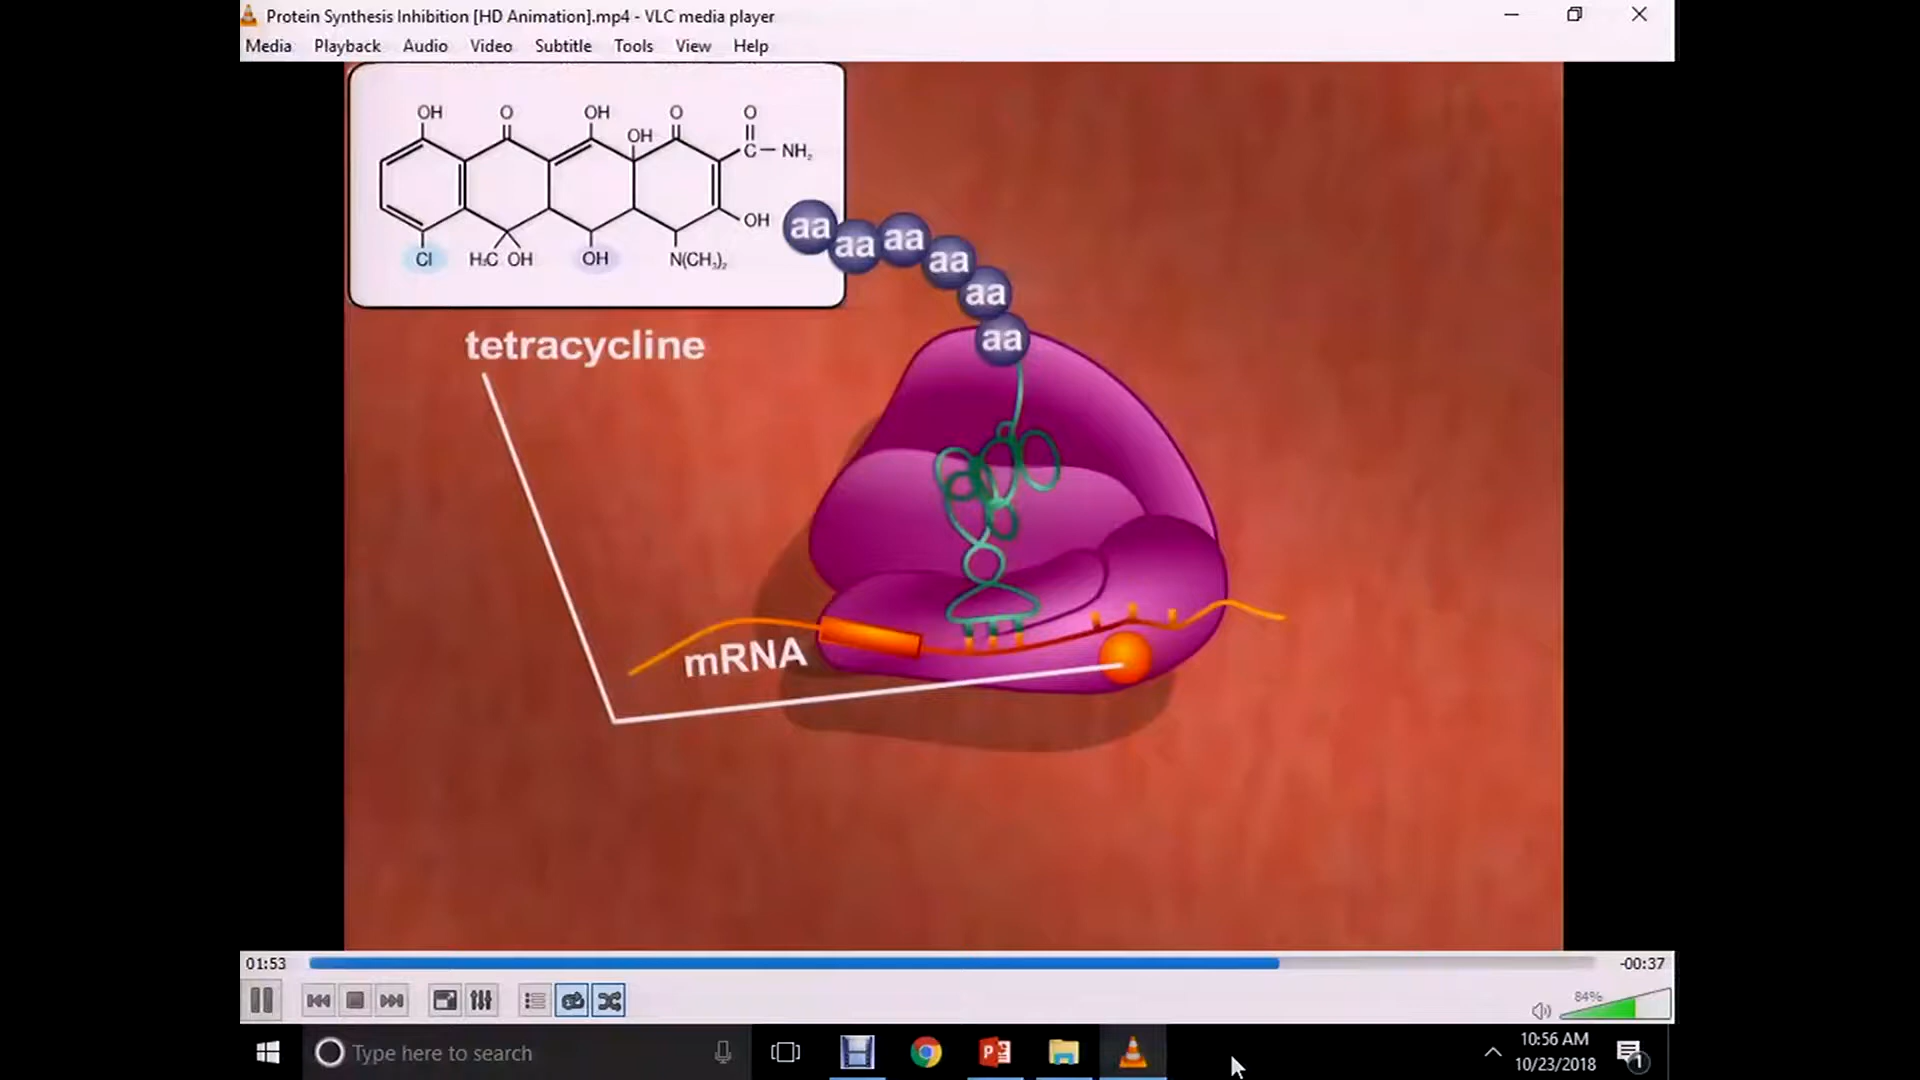 Protein Synthesis Inhibition [HD Animation].mp4 - VLC media player
Media Playback Audio Video Subtitle Tools View Help
OH O OH OH O O
C NH₂
OH
Cl H₃C OH OH N(CH₃)₂
aa aa aa aa aa aa
tetracycline
mRNA
01:53 -00:37
84%
Type here to search
10:56 AM
10/23/2018
1